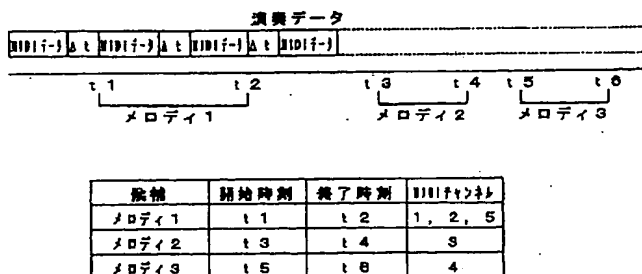 演奏データ
MIDIデータ Δt MIDIデータ Δt MIDIデータ Δt MIDIデータ
t1 t2 t3 t4 t5 t6
メロディ1 メロディ2 メロディ3
候補 開始時刻 終了時刻 MIDIチャンネル
メロディ1 t1 t2 1, 2, 5
メロディ2 t3 t4 3
メロディ3 t5 t6 4